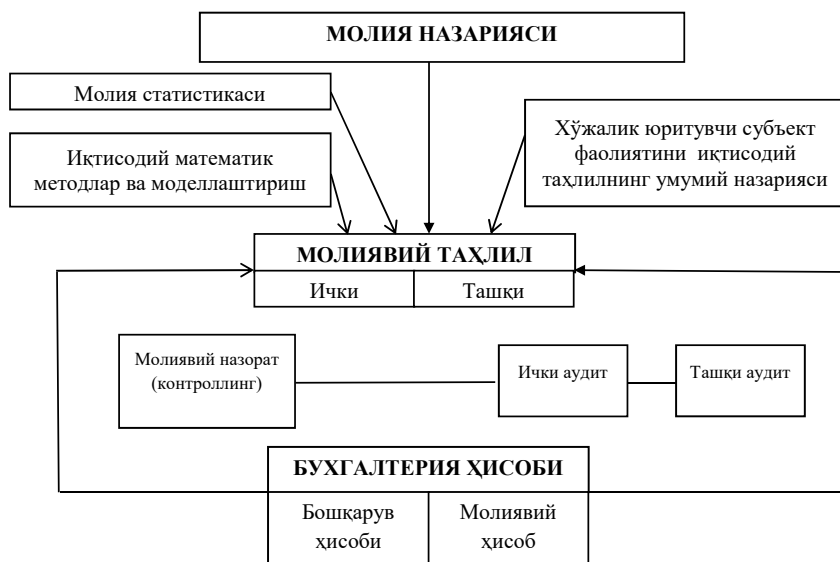 МОЛИЯ НАЗАРИЯСИ
Молия статистикаси
Иқтисодий математик
методлар ва моделлаштириш
Хўжалик юритувчи субъект
фаолиятини иқтисодий
таҳлилнинг умумий назарияси
МОЛИЯВИЙ ТАҲЛИЛ
Ички
Ташқи
Молиявий назорат
(контроллинг)
Ички аудит
Ташқи аудит
БУХГАЛТЕРИЯ ҲИСОБИ
Бошқарув
ҳисоби
Молиявий
ҳисоб